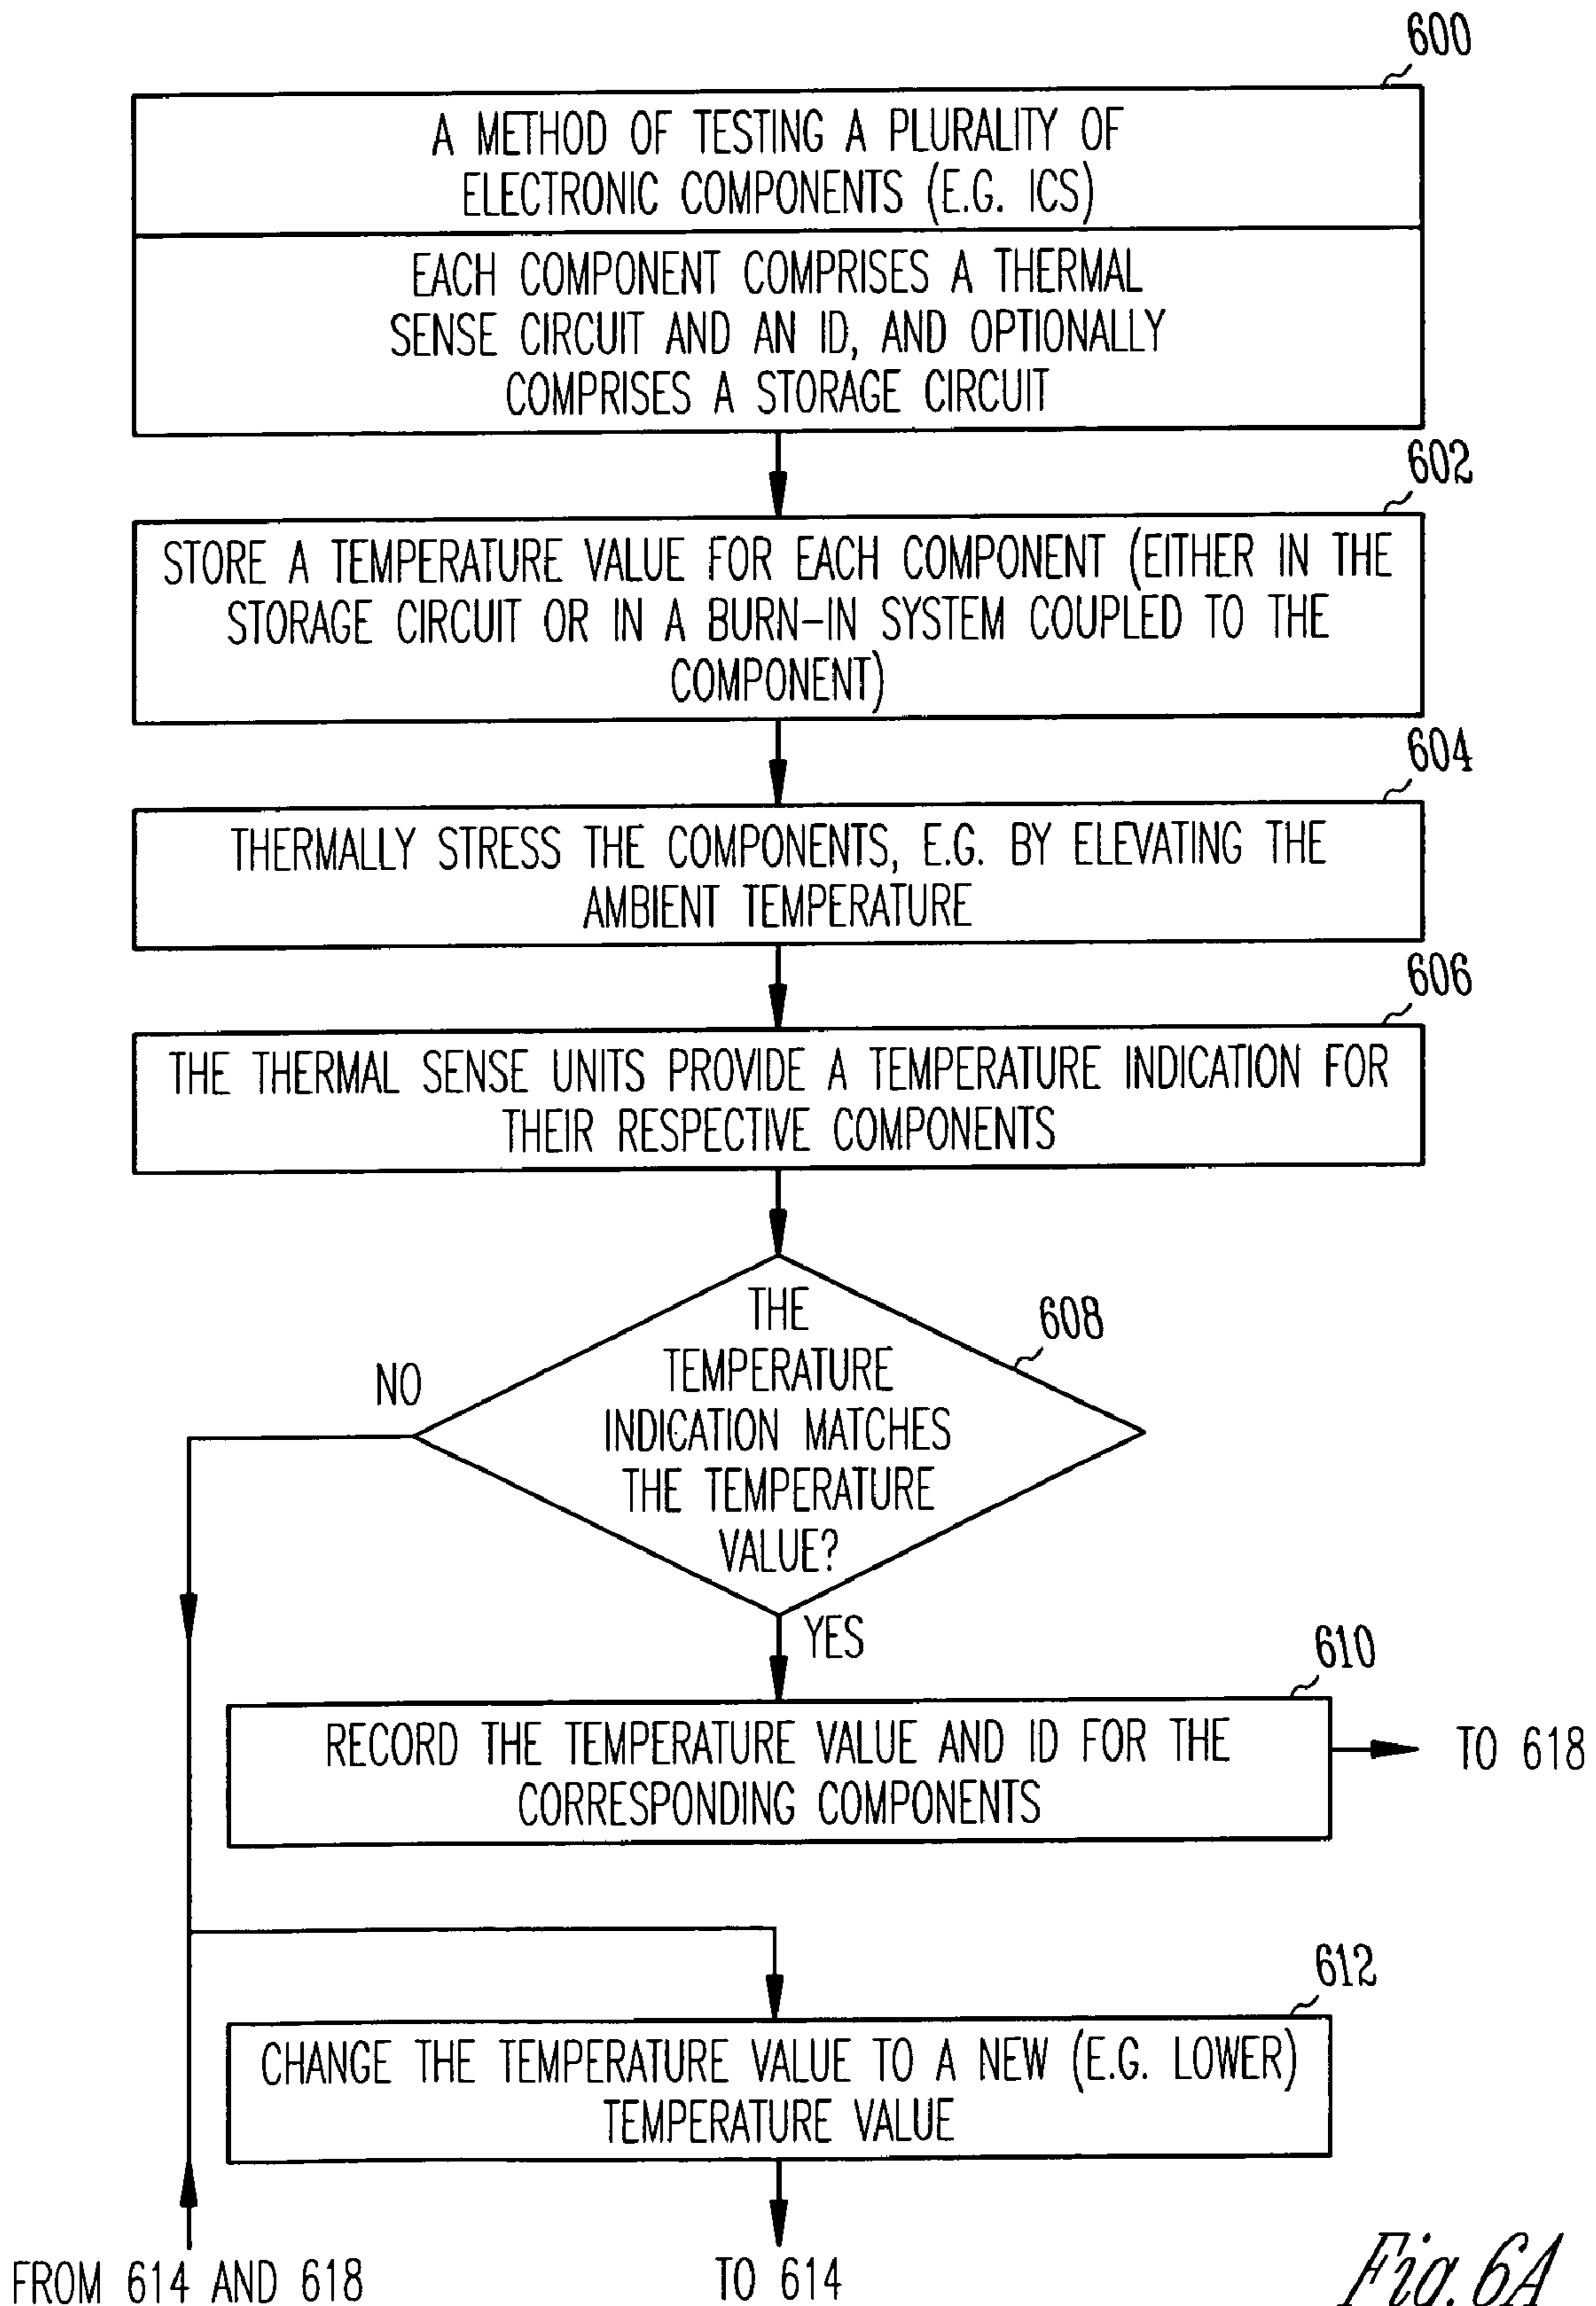 600
A METHOD OF TESTING A PLURALITY OF
ELECTRONIC COMPONENTS (E.G. ICS)
EACH COMPONENT COMPRISES A THERMAL
SENSE CIRCUIT AND AN ID, AND OPTIONALLY
COMPRISES A STORAGE CIRCUIT
602
STORE A TEMPERATURE VALUE FOR EACH COMPONENT (EITHER IN THE
STORAGE CIRCUIT OR IN A BURN-IN SYSTEM COUPLED TO THE
COMPONENT)
604
THERMALLY STRESS THE COMPONENTS, E.G. BY ELEVATING THE
AMBIENT TEMPERATURE
606
THE THERMAL SENSE UNITS PROVIDE A TEMPERATURE INDICATION FOR
THEIR RESPECTIVE COMPONENTS
608
THE
TEMPERATURE
INDICATION MATCHES
THE TEMPERATURE
VALUE?
NO
YES
610
RECORD THE TEMPERATURE VALUE AND ID FOR THE
CORRESPONDING COMPONENTS
TO 618
612
CHANGE THE TEMPERATURE VALUE TO A NEW (E.G. LOWER)
TEMPERATURE VALUE
FROM 614 AND 618
TO 614
Fig. 6A